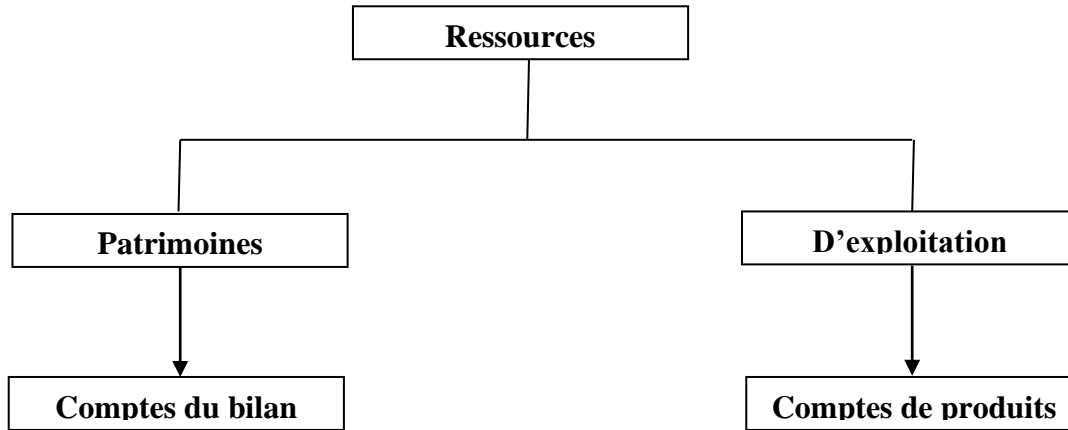 Ressources
Patrimoines
D’exploitation
Comptes du bilan
Comptes de produits